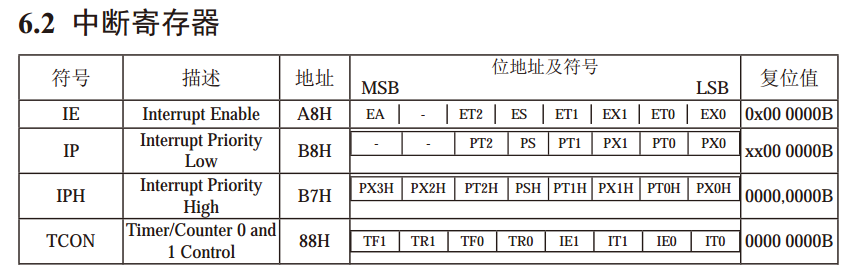 6.2 中断寄存器
符号 描述 地址 位地址及符号 复位值
MSB LSB
IE Interrupt Enable A8H EA - ET2 ES ET1 EX1 ET0 EX0 0x00 0000B
IP Interrupt Priority Low B8H - - PT2 PS PT1 PX1 PT0 PX0 xx00 0000B
IPH Interrupt Priority High B7H PX3H PX2H PT2H PSH PT1H PX1H PT0H PX0H 0000,0000B
TCON Timer/Counter 0 and 1 Control 88H TF1 TR1 TF0 TR0 IE1 IT1 IE0 IT0 0000 0000B